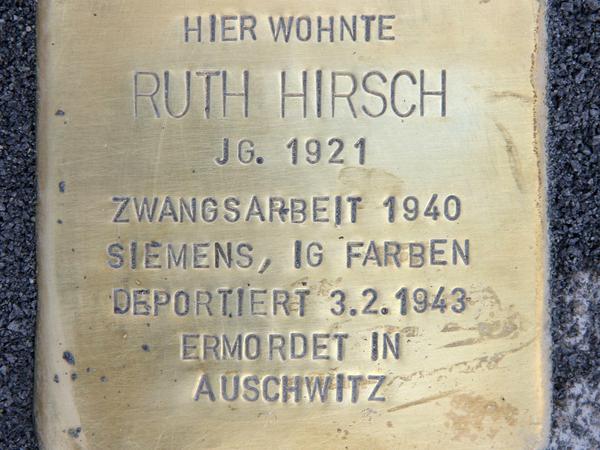 HIER WOHNTE
RUTH HIRSCH
JG. 1921
ZWANGSARBEIT 1940
SIEMENS, IG FARBEN
DEPORTIERT 3.2.1943
ERMORDET IN
AUSCHWITZ